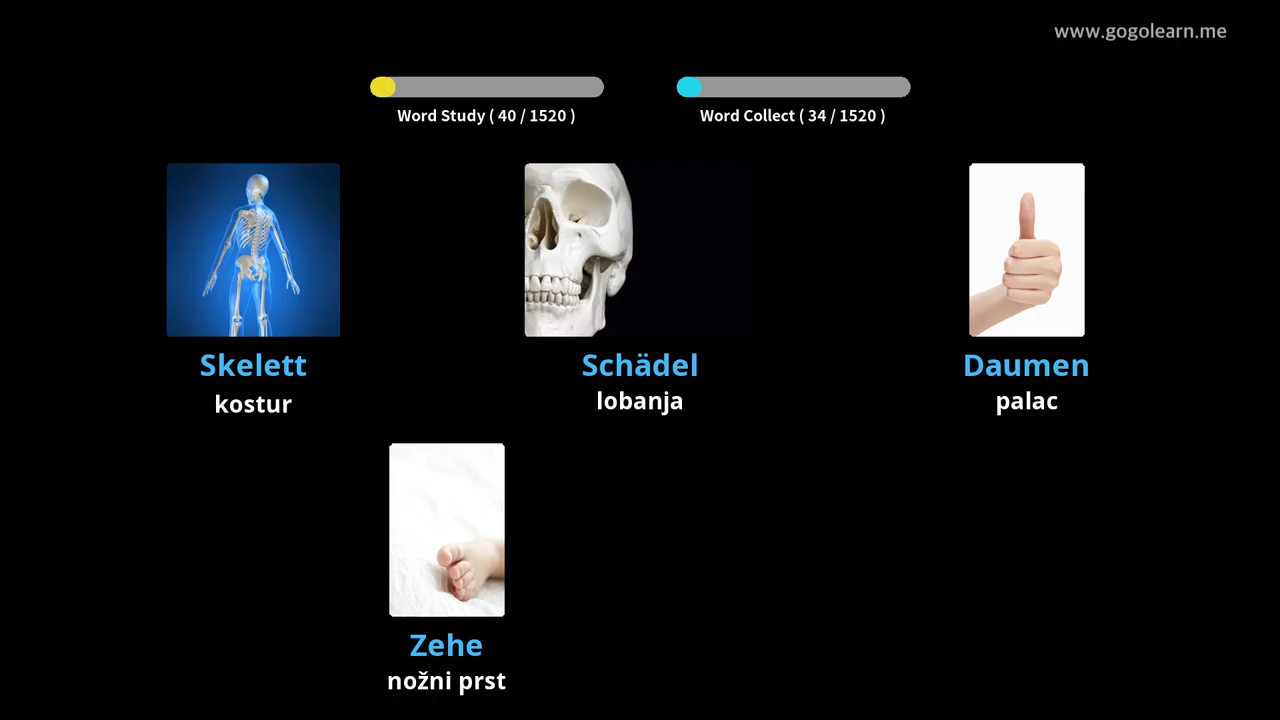 www.gogolearn.me
Word Study ( 40 / 1520 )
Word Collect ( 34 / 1520 )
Skelett
kostur
Schädel
lobanja
Daumen
palac
Zehe
nožni prst